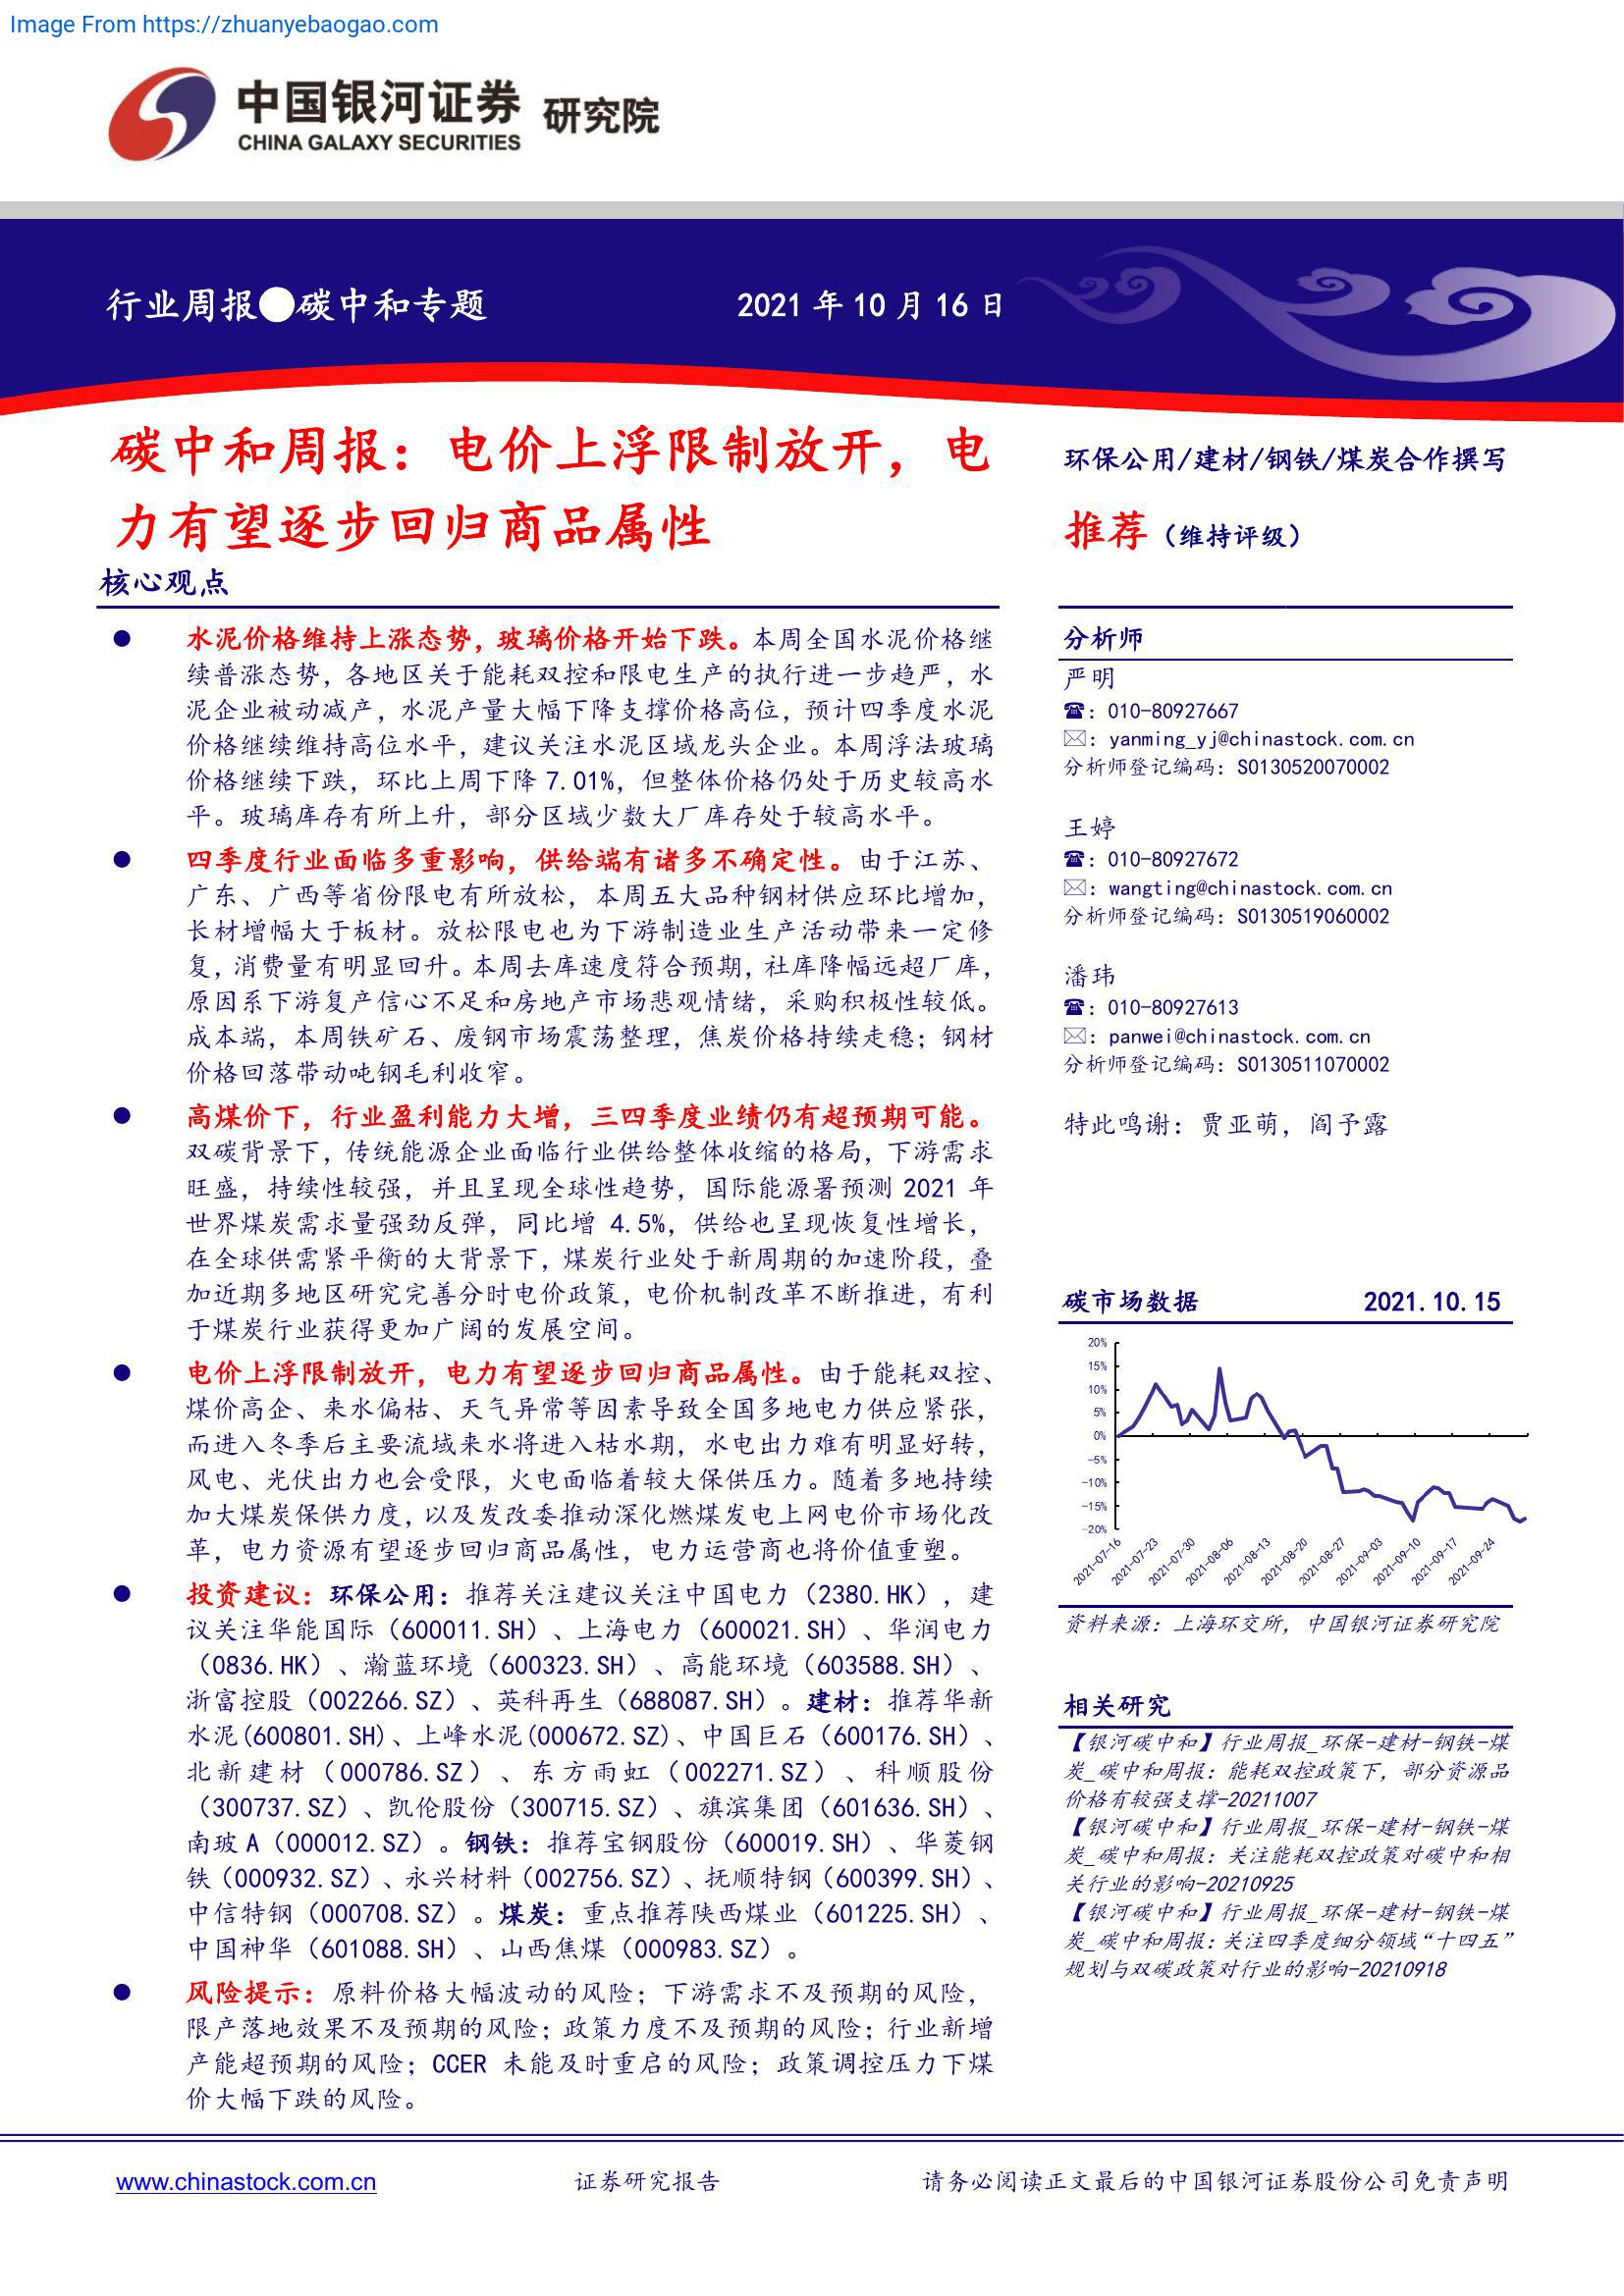 Image From https://zhuanyebaogao.com
中国银河证券 研究院
CHINA GALAXY SECURITIES
行业周报●碳中和专题
2021 年 10 月 16 日
碳中和周报：电价上浮限制放开，电
力有望逐步回归商品属性
核心观点
● 水泥价格维持上涨态势，玻璃价格开始下跌。本周全国水泥价格继
续普涨态势，各地区关于能耗双控和限电生产的执行进一步趋严，水
泥企业被动减产，水泥产量大幅下降支撑价格高位，预计四季度水泥
价格继续维持高位水平，建议关注水泥区域龙头企业。本周浮法玻璃
价格继续下跌，环比上周下降 7.01%，但整体价格仍处于历史较高水
平。玻璃库存有所上升，部分区域少数大厂库存处于较高水平。
● 四季度行业面临多重影响，供给端有诸多不确定性。由于江苏、
广东、广西等省份限电有所放松，本周五大品种钢材供应环比增加，
长材增幅大于板材。放松限电也为下游制造业生产活动带来一定修
复，消费量有明显回升。本周去库速度符合预期，社库降幅远超厂库，
原因系下游复产信心不足和房地产市场悲观情绪，采购积极性较低。
成本端，本周铁矿石、废钢市场震荡整理，焦炭价格持续走稳；钢材
价格回落带动吨钢毛利收窄。
● 高煤价下，行业盈利能力大增，三四季度业绩仍有超预期可能。
双碳背景下，传统能源企业面临行业供给整体收缩的格局，下游需求
旺盛，持续性较强，并且呈现全球性趋势，国际能源署预测 2021 年
世界煤炭需求量强劲反弹，同比增 4.5%，供给也呈现恢复性增长，
在全球供需紧平衡的大背景下，煤炭行业处于新周期的加速阶段，叠
加近期多地区研究完善分时电价政策，电价机制改革不断推进，有利
于煤炭行业获得更加广阔的发展空间。
● 电价上浮限制放开，电力有望逐步回归商品属性。由于能耗双控、
煤价高企、来水偏枯、天气异常等因素导致全国多地电力供应紧张，
而进入冬季后主要流域来水将进入枯水期，水电出力难有明显好转，
风电、光伏出力也会受限，火电面临着较大保供压力。随着多地持续
加大煤炭保供力度，以及发改委推动深化燃煤发电上网电价市场化改
革，电力资源有望逐步回归商品属性，电力运营商也将价值重塑。
● 投资建议：环保公用：推荐关注建议关注中国电力（2380.HK），建
议关注华能国际（600011.SH）、上海电力（600021.SH）、华润电力
（0836.HK）、瀚蓝环境（600323.SH）、高能环境（603588.SH）、
浙富控股（002266.SZ）、英科再生（688087.SH）。建材：推荐华新
水泥(600801.SH)、上峰水泥(000672.SZ)、中国巨石（600176.SH）、
北新建材（000786.SZ）、东方雨虹（002271.SZ）、科顺股份
（300737.SZ）、凯伦股份（300715.SZ）、旗滨集团（601636.SH）、
南玻 A（000012.SZ）。钢铁：推荐宝钢股份（600019.SH）、华菱钢
铁（000932.SZ）、永兴材料（002756.SZ）、抚顺特钢（600399.SH）、
中信特钢（000708.SZ）。煤炭：重点推荐陕西煤业（601225.SH）、
中国神华（601088.SH）、山西焦煤（000983.SZ）。
● 风险提示：原料价格大幅波动的风险；下游需求不及预期的风险，
限产落地效果不及预期的风险；政策力度不及预期的风险；行业新增
产能超预期的风险；CCER 未能及时重启的风险；政策调控压力下煤
价大幅下跌的风险。
环保公用/建材/钢铁/煤炭合作撰写
推荐（维持评级）
分析师
严明
☎：010-80927667
✉：yanming_yj@chinastock.com.cn
分析师登记编码：S0130520070002
王婷
☎：010-80927672
✉：wangting@chinastock.com.cn
分析师登记编码：S0130519060002
潘玮
☎：010-80927613
✉：panwei@chinastock.com.cn
分析师登记编码：S0130511070002
特此鸣谢：贾亚萌，阎予露
碳市场数据 2021.10.15
20%
15%
10%
5%
0%
-5%
-10%
-15%
-20%
2021-07-16
2021-07-23
2021-07-30
2021-08-06
2021-08-13
2021-08-20
2021-08-27
2021-09-03
2021-09-10
2021-09-17
2021-09-24
资料来源：上海环交所，中国银河证券研究院
相关研究
【银河碳中和】行业周报_环保-建材-钢铁-煤
炭_碳中和周报：能耗双控政策下，部分资源品
价格有较强支撑-20211007
【银河碳中和】行业周报_环保-建材-钢铁-煤
炭_碳中和周报：关注能耗双控政策对碳中和相
关行业的影响-20210925
【银河碳中和】行业周报_环保-建材-钢铁-煤
炭_碳中和周报：关注四季度细分领域“十四五”
规划与双碳政策对行业的影响-20210918
www.chinastock.com.cn
证券研究报告
请务必阅读正文最后的中国银河证券股份公司免责声明